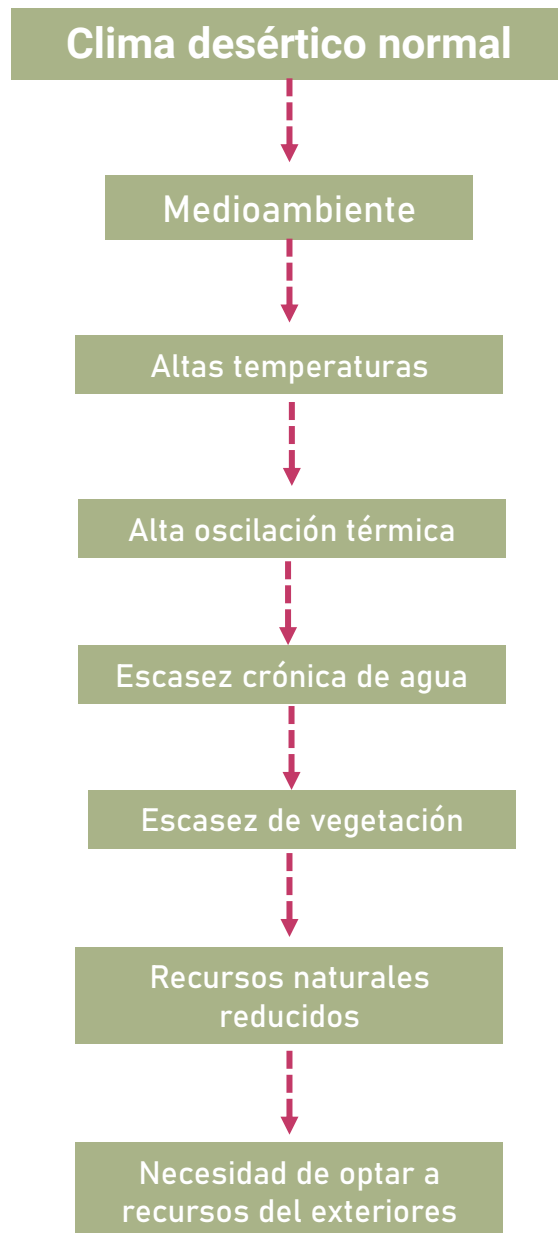 Clima desértico normal
Medioambiente
Altas temperaturas
Alta oscilación térmica
Escasez crónica de agua
Escasez de vegetación
Recursos naturales
reducidos
Necesidad de optar a
recursos del exteriores